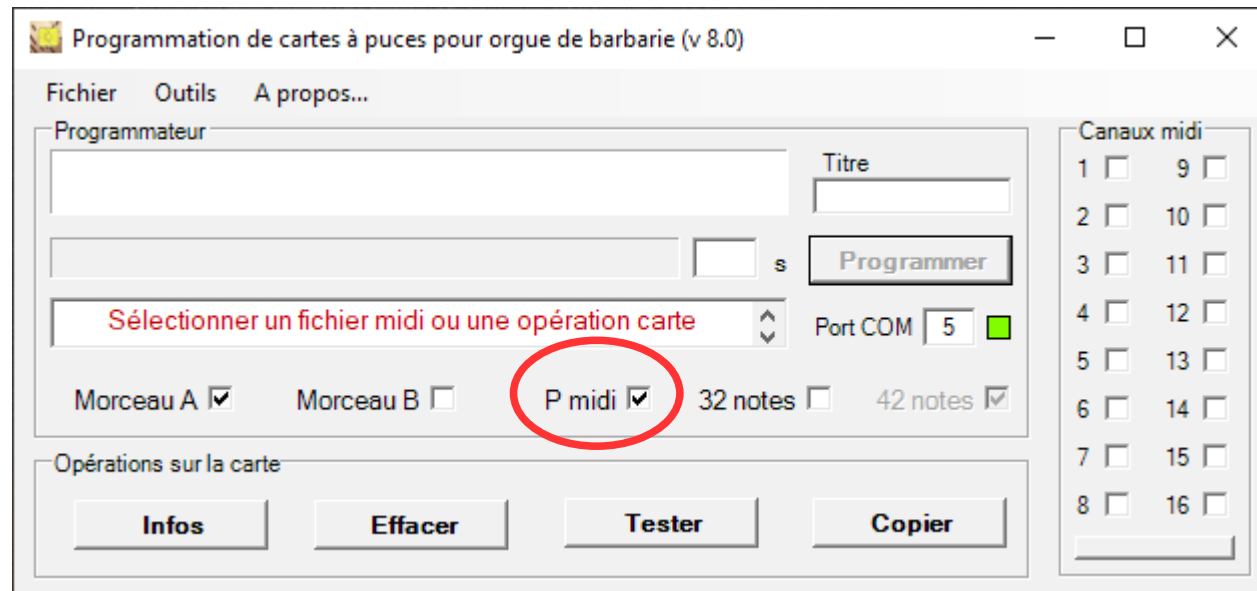 Programmation de cartes à puces pour orgue de barbarie (v 8.0)
Fichier Outils A propos...
Programmateur
Titre
s
Programmer
Sélectionner un fichier midi ou une opération carte
Port COM 5
Morceau A Morceau B P midi 32 notes 42 notes
Opérations sur la carte
Infos Effacer Tester Copier
Canaux midi
1 9
2 10
3 11
4 12
5 13
6 14
7 15
8 16